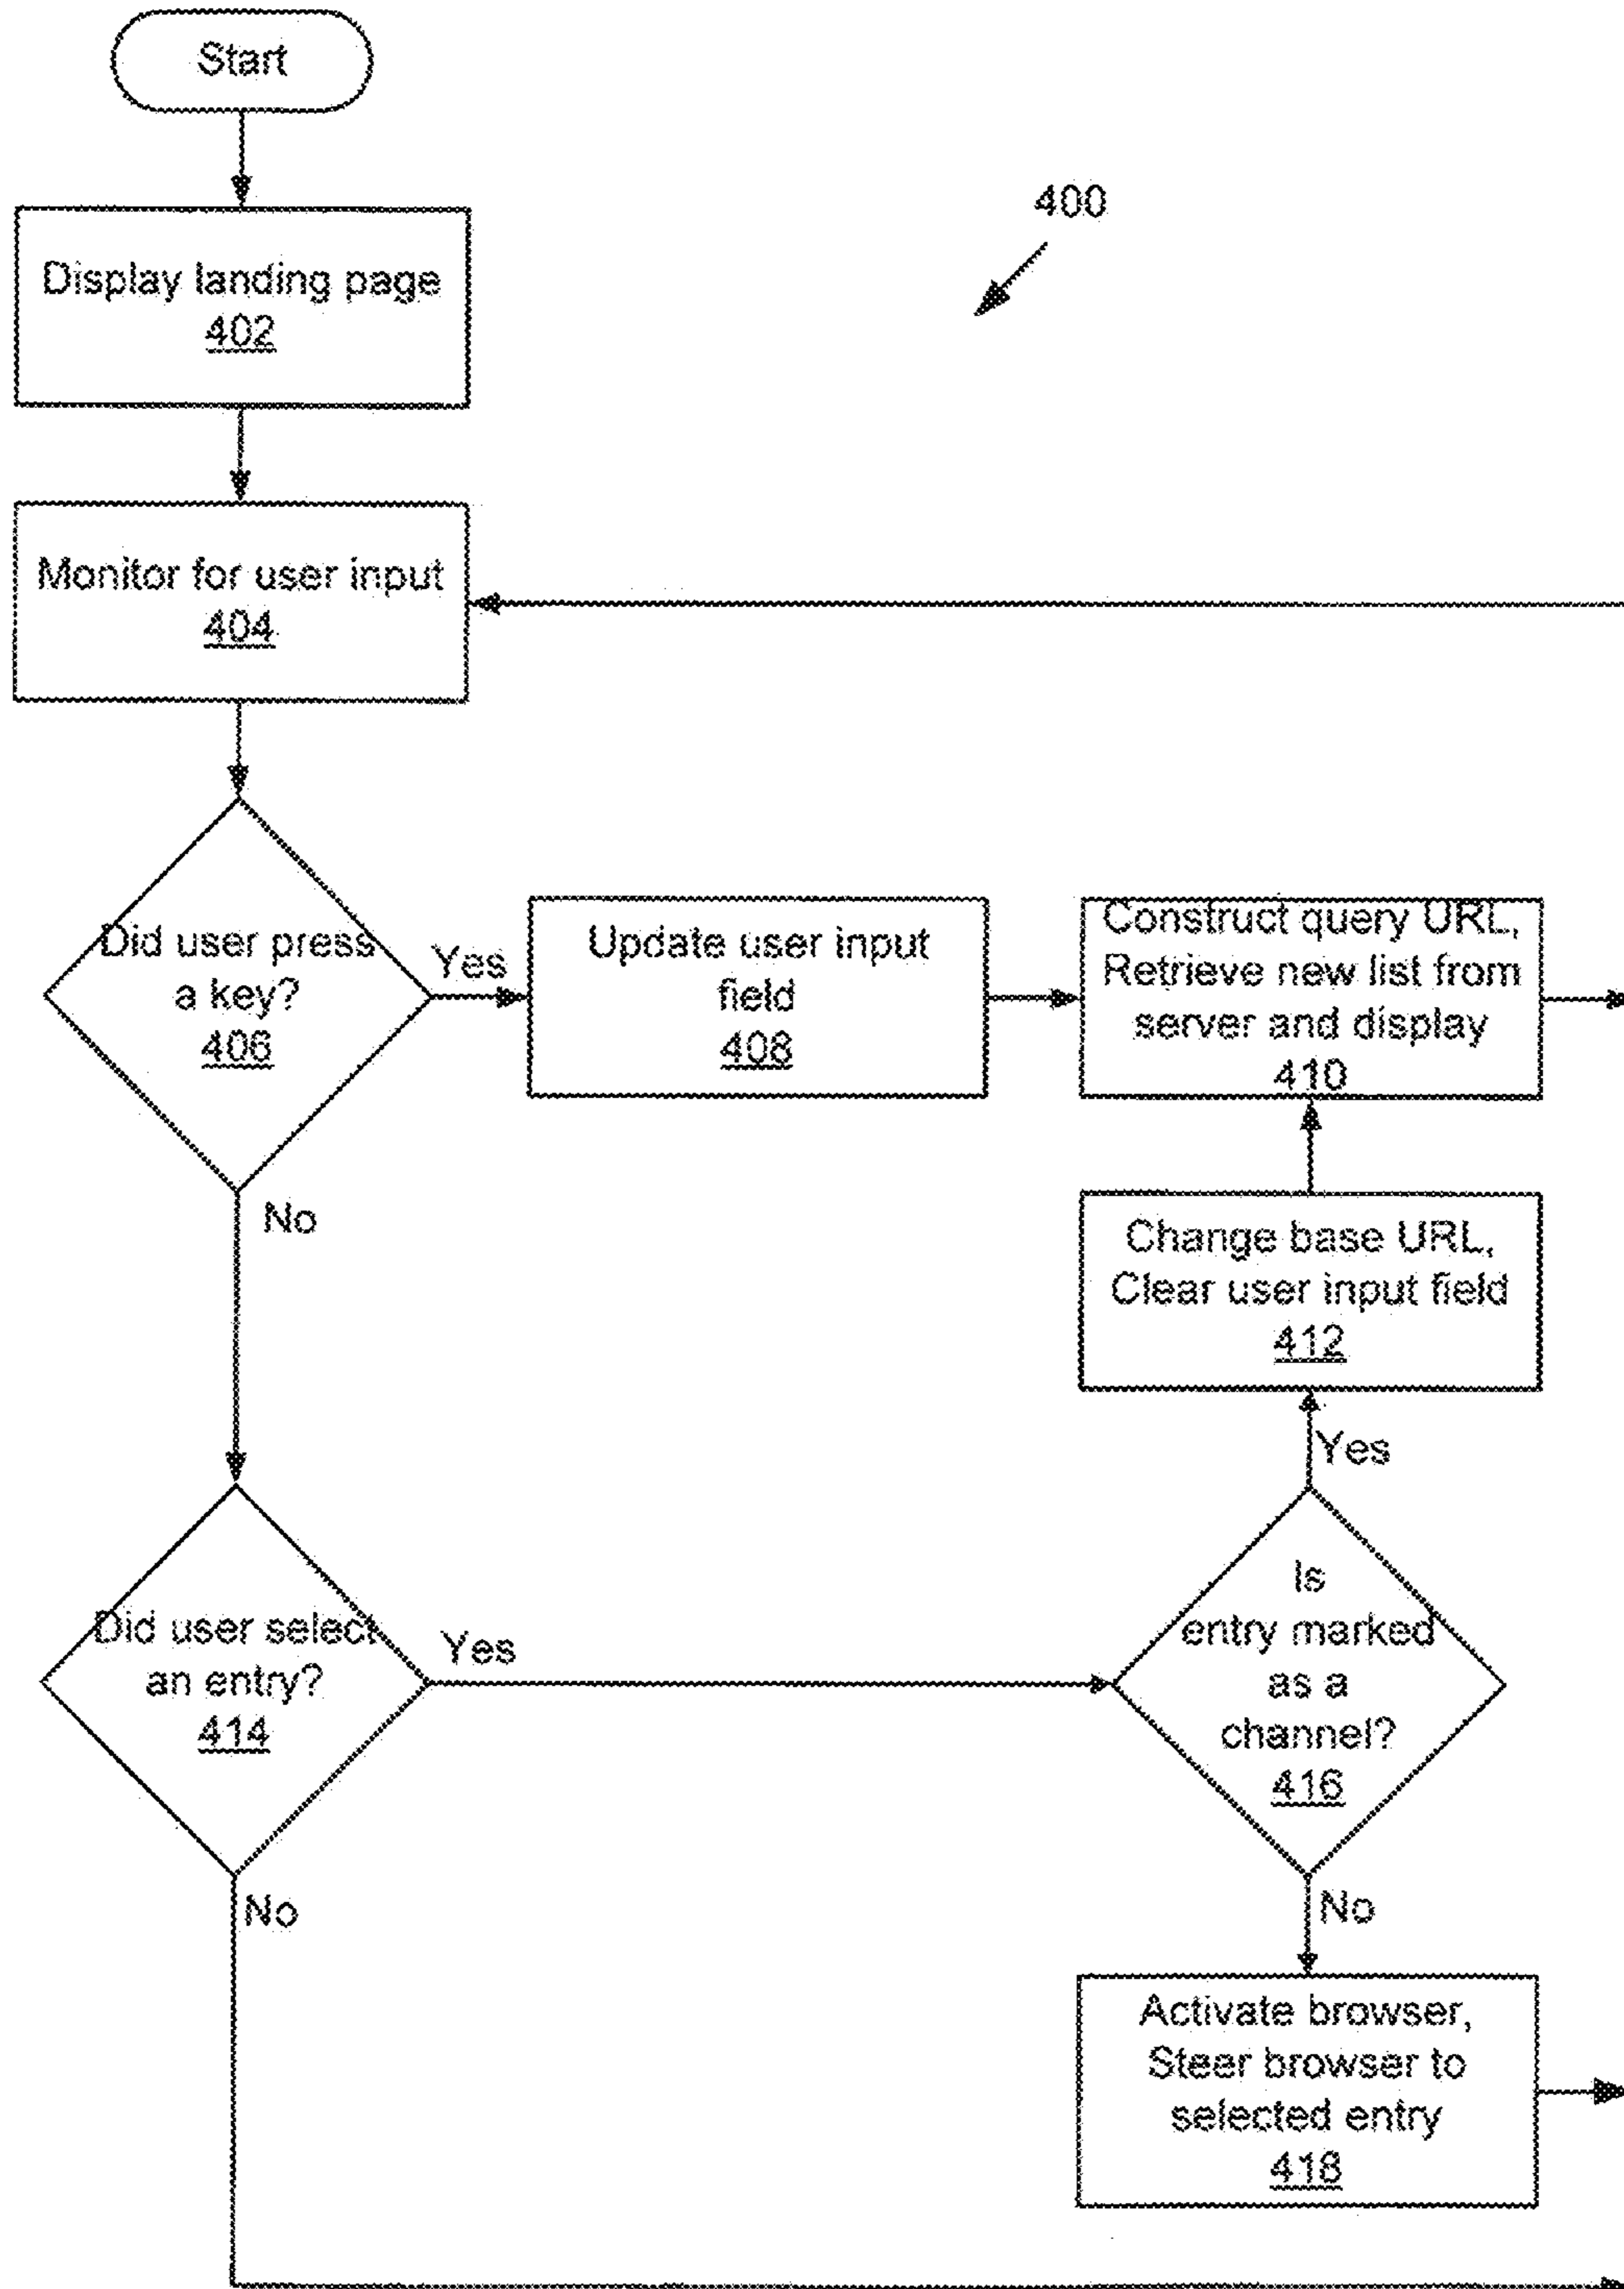 Start
400
Display landing page
402
Monitor for user input
404
Did user press
a key?
406
Yes
Update user input
field
408
Construct query URL,
Retrieve new list from
server and display
410
No
Change base URL,
Clear user input field
412
Yes
Did user select
an entry?
414
Yes
Is
entry marked
as a
channel?
416
No
No
Activate browser,
Steer browser to
selected entry
418